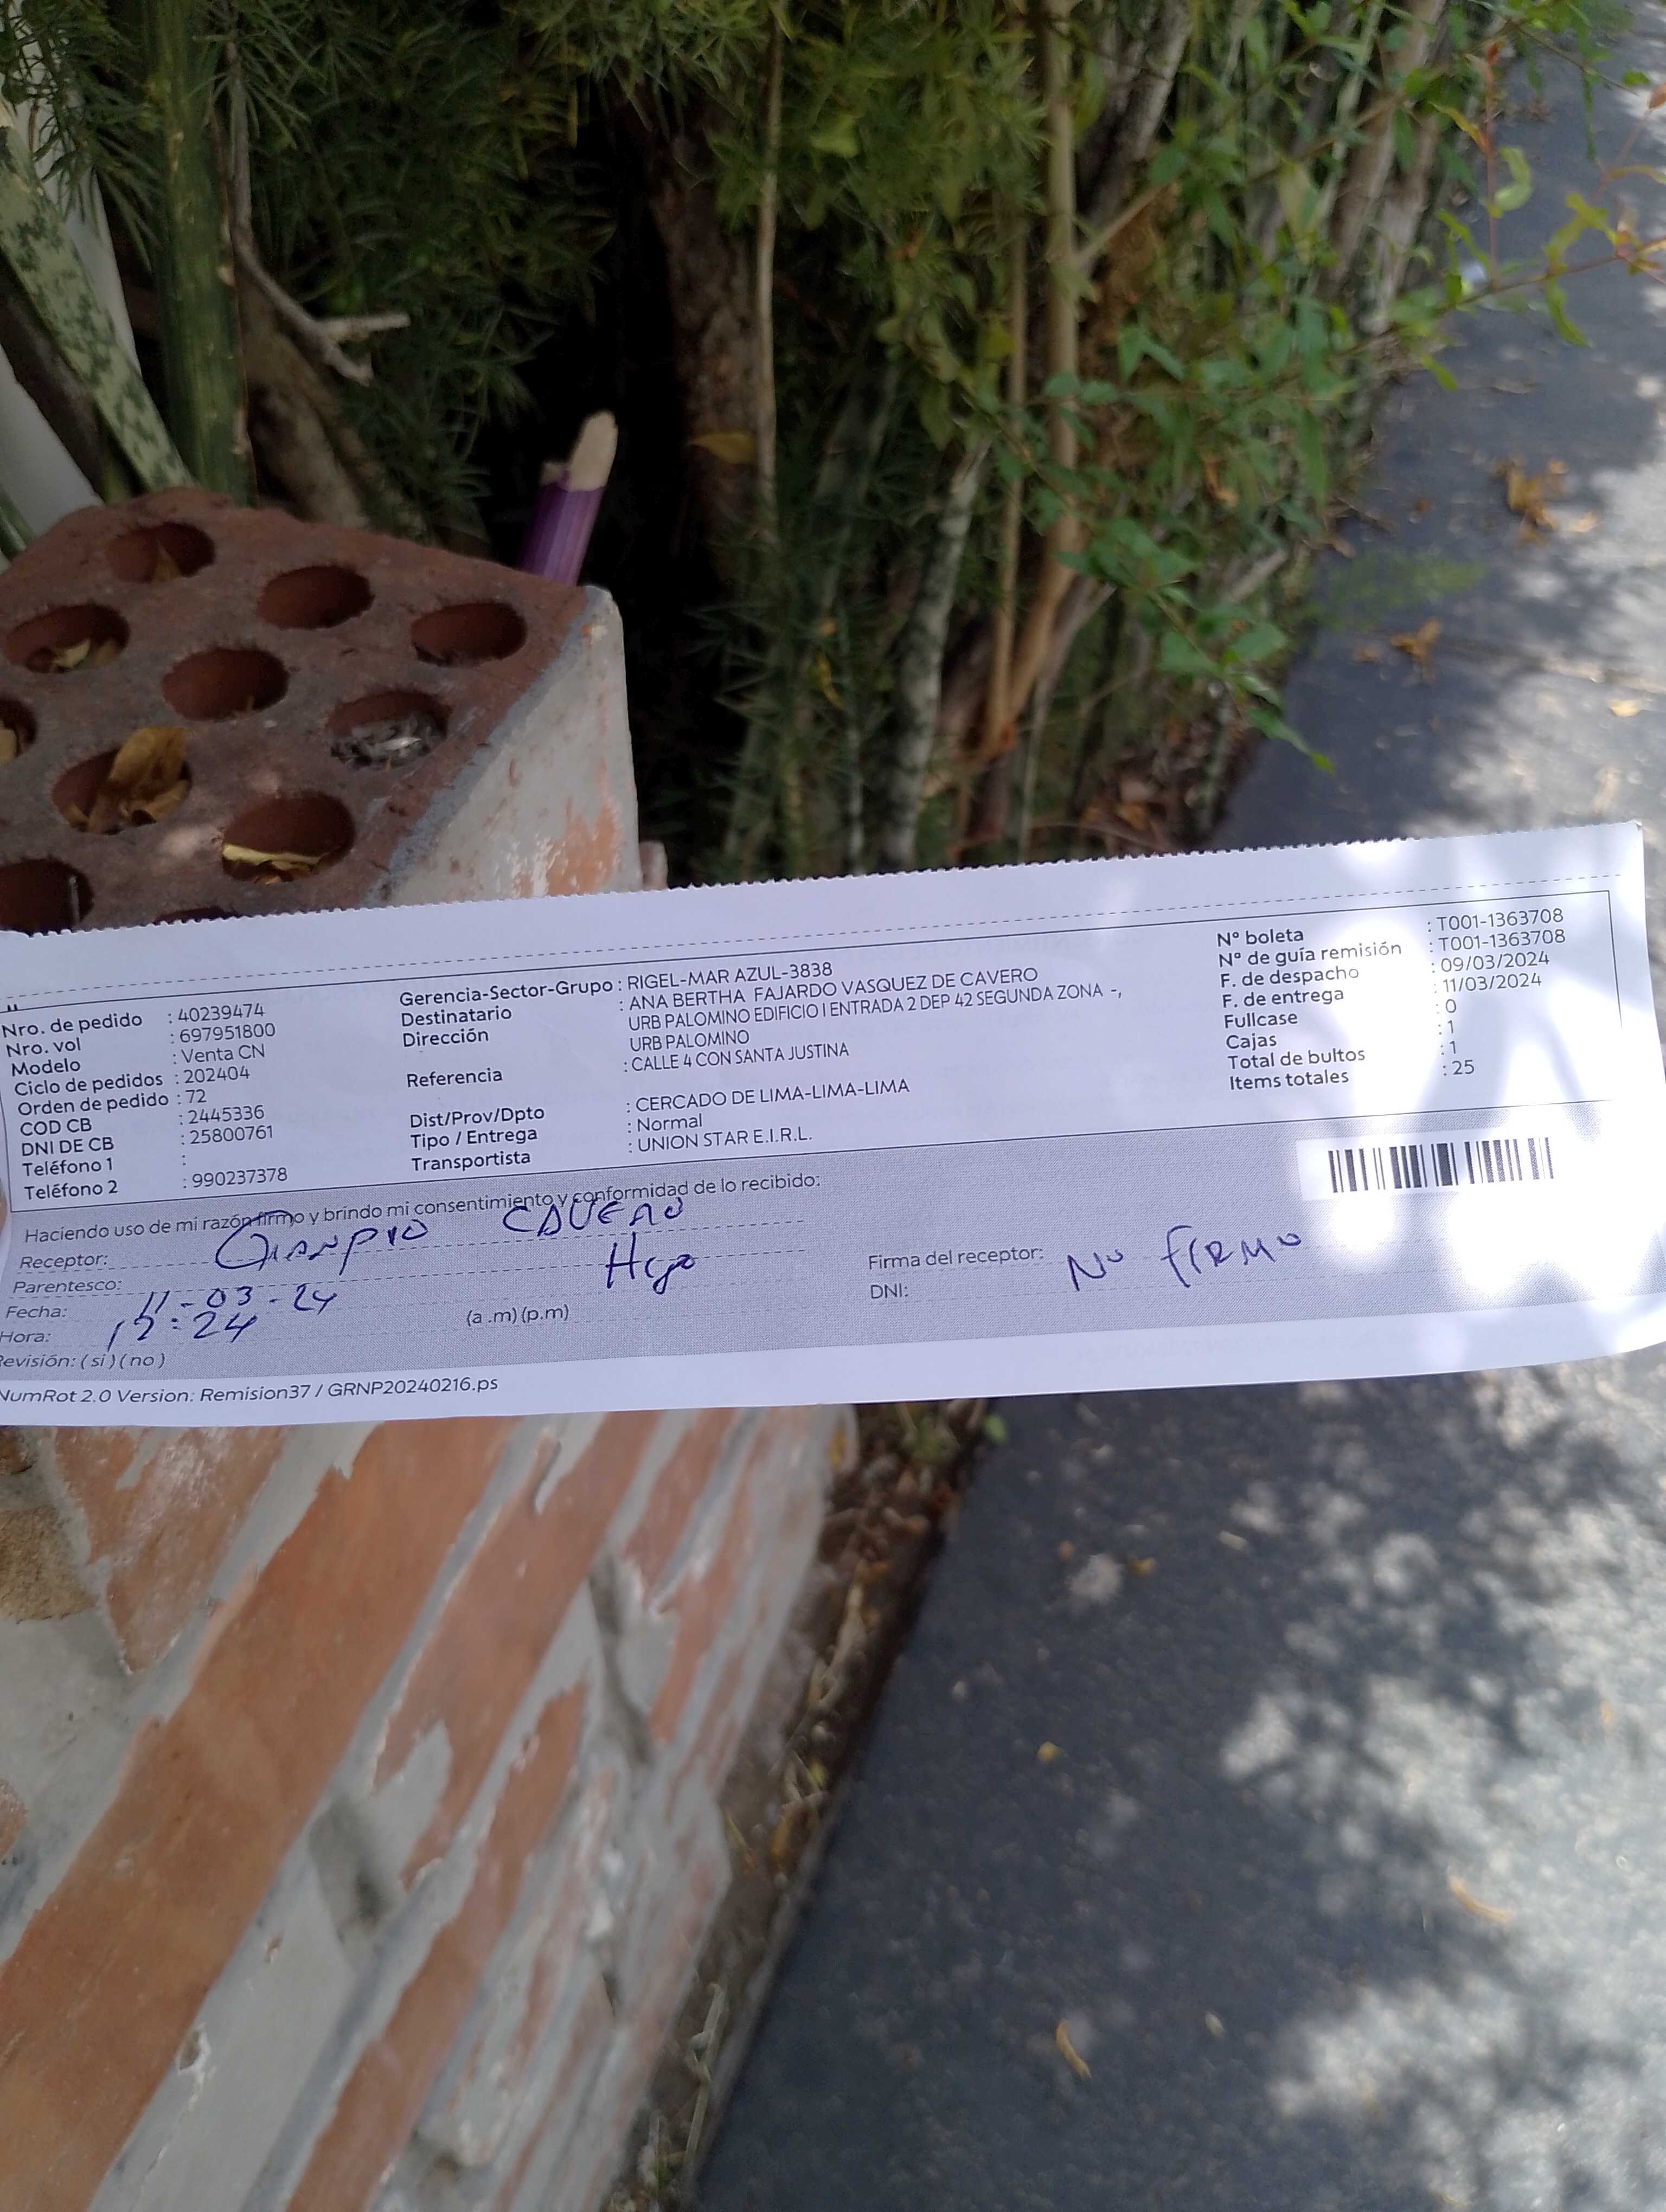 Nro. de pedido : 40239474
Nro. vol : 697951800
Modelo : Venta CN
Ciclo de pedidos : 202404
Orden de pedido : 72
COD CB : 2445336
DNI DE CB : 25800761
Teléfono 1 :
Teléfono 2 : 990237378
Gerencia-Sector-Grupo : RIGEL-MAR AZUL-3838
Destinatario : ANA BERTHA FAJARDO VASQUEZ DE CAVERO
Dirección URB PALOMINO EDIFICIO I ENTRADA 2 DEP 42 SEGUNDA ZONA -,
URB PALOMINO
Referencia : CALLE 4 CON SANTA JUSTINA
Dist/Prov/Dpto : CERCADO DE LIMA-LIMA-LIMA
Tipo / Entrega : Normal
Transportista : UNION STAR E.I.R.L.
Nº boleta : T001-1363708
Nº de guía remisión : T001-1363708
F. de despacho : 09/03/2024
F. de entrega : 11/03/2024
Fullcase : 0
Cajas : 1
Total de bultos : 1
Items totales : 25
Haciendo uso de mi razón firmo y brindo mi consentimiento y conformidad de lo recibido:
Receptor: CAVERO
Parentesco: Hijo
Fecha: 11-03-24
Hora: (a .m) (p.m)
Revisión: ( si ) ( no )
Firma del receptor: No FIRMO
DNI:
NumRot 2.0 Version: Remision37 / GRNP20240216.ps